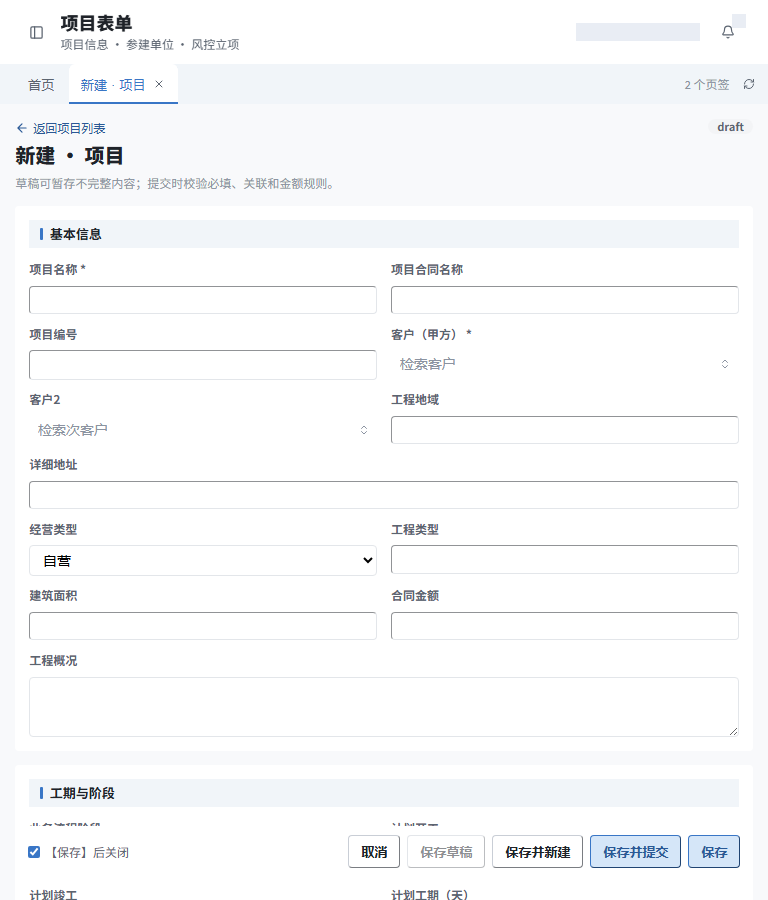 项目表单
项目信息 • 参建单位 • 风控立项
首页
新建 · 项目
2 个页签
返回项目列表
draft
新建 • 项目
草稿可暂存不完整内容；提交时校验必填、关联和金额规则。
基本信息
项目名称 *
项目合同名称
项目编号
客户（甲方） *
检索客户
客户2
工程地域
检索次客户
详细地址
经营类型
工程类型
自营
建筑面积
合同金额
工程概况
工期与阶段
【保存】后关闭
取消
保存草稿
保存并新建
保存并提交
保存
计划竣工
计划工期（天）